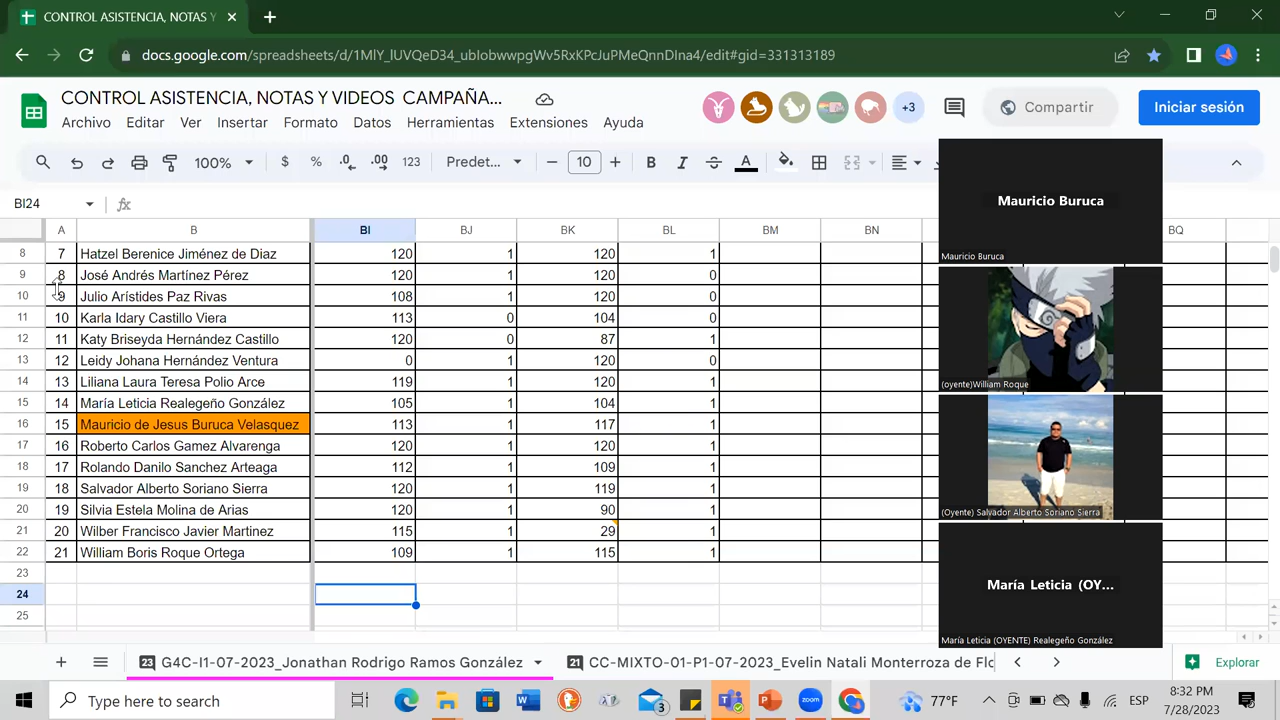 CONTROL ASISTENCIA, NOTAS Y
docs.google.com/spreadsheets/d/1MlY_lUVQeD34_ublobwwpgWv5RxKPcJuPMeQnnDIna4/edit#gid=331313189
CONTROL ASISTENCIA, NOTAS Y VIDEOS CAMPAÑA...
+3
Compartir
Iniciar sesión
Archivo Editar Ver Insertar Formato Datos Herramientas Extensiones Ayuda
100% $ % .0 .00 123 Predet... 10 B I A
BI24
A B BI BJ BK BL BM BN BQ
8 7 Hatzel Berenice Jiménez de Diaz 120 1 120 1
9 8 José Andrés Martínez Pérez 120 1 120 0
10 9 Julio Arístides Paz Rivas 108 1 120 0
11 10 Karla Idary Castillo Viera 113 0 104 0
12 11 Katy Briseyda Hernández Castillo 120 0 87 1
13 12 Leidy Johana Hernández Ventura 0 1 120 0
14 13 Liliana Laura Teresa Polio Arce 119 1 120 1
15 14 María Leticia Realegeño González 105 1 104 1
16 15 Mauricio de Jesus Buruca Velasquez 113 1 117 1
17 16 Roberto Carlos Gamez Alvarenga 120 1 120 1
18 17 Rolando Danilo Sanchez Arteaga 112 1 109 1
19 18 Salvador Alberto Soriano Sierra 120 1 119 1
20 19 Silvia Estela Molina de Arias 120 1 90 1
21 20 Wilber Francisco Javier Martinez 115 1 29 1
22 21 William Boris Roque Ortega 109 1 115 1
23
24
25
Mauricio Buruca
Mauricio Buruca
(oyente)William Roque
(Oyente) Salvador Alberto Soriano Sierra
María Leticia (OY...
María Leticia (OYENTE) Realegeño González
23 G4C-I1-07-2023_Jonathan Rodrigo Ramos González
21 CC-MIXTO-01-P1-07-2023_Evelin Natali Monterroza de Flo
Explorar
Type here to search
3
77°F
ESP
8:32 PM
7/28/2023